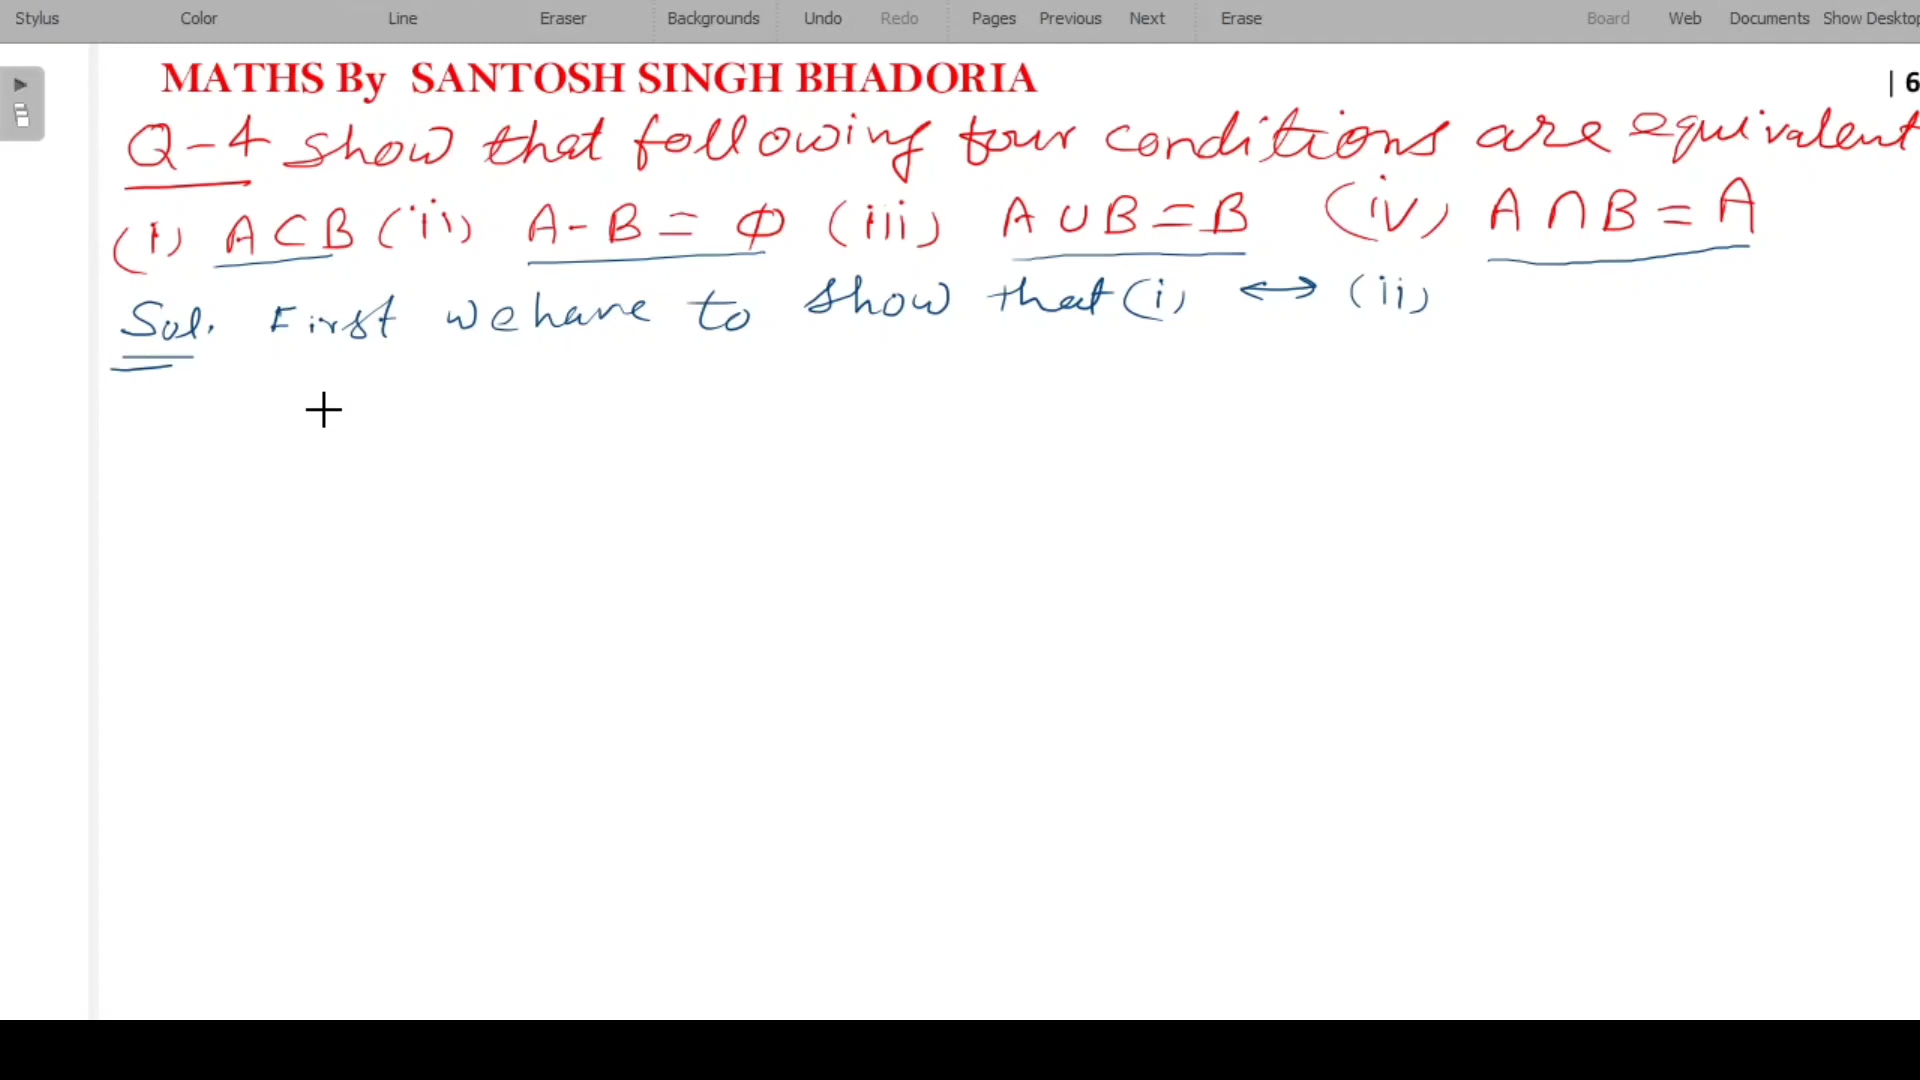 Stylus Color Line Eraser Backgrounds Undo Redo Pages Previous Next Erase Board Web Documents Show Desktop
MATHS By SANTOSH SINGH BHADORIA | 6
Q-4 show that following four conditions are equivalent
(i) A⊂B (ii) A-B = ϕ (iii) A∪B=B (iv) A∩B=A
Sol. First we have to show that (i) ↔ (ii)